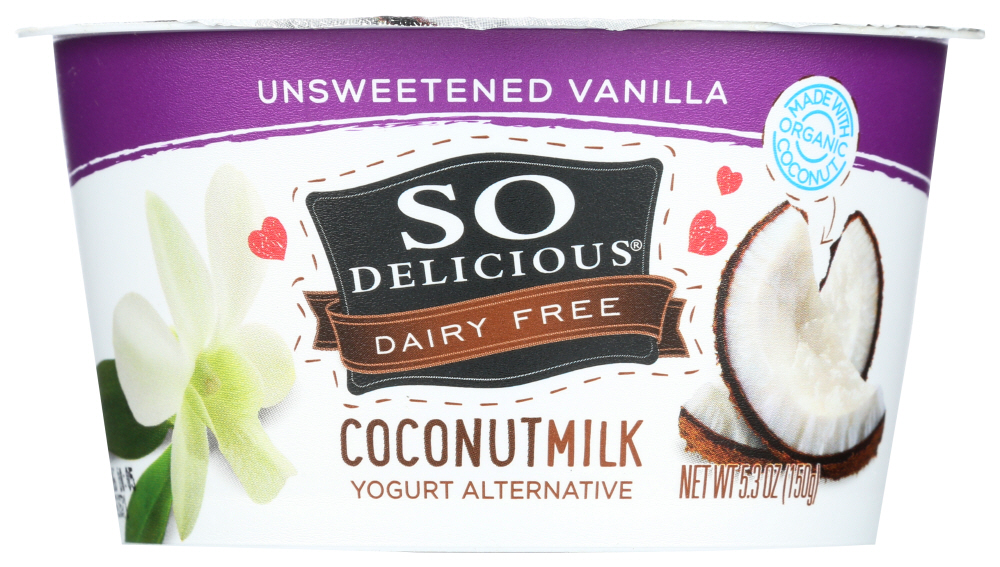 UNSWEETENED VANILLA
MADE WITH
ORGANIC
COCONUT
SO
DELICIOUS®
DAIRY FREE
COCONUTMILK
YOGURT ALTERNATIVE
NET WT 5.3 OZ (150g)